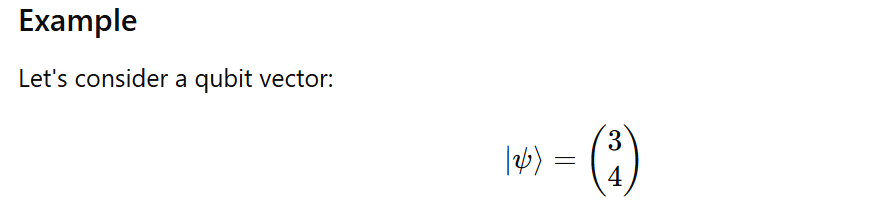 Example
Let's consider a qubit vector:
|ψ⟩ = (3
4)